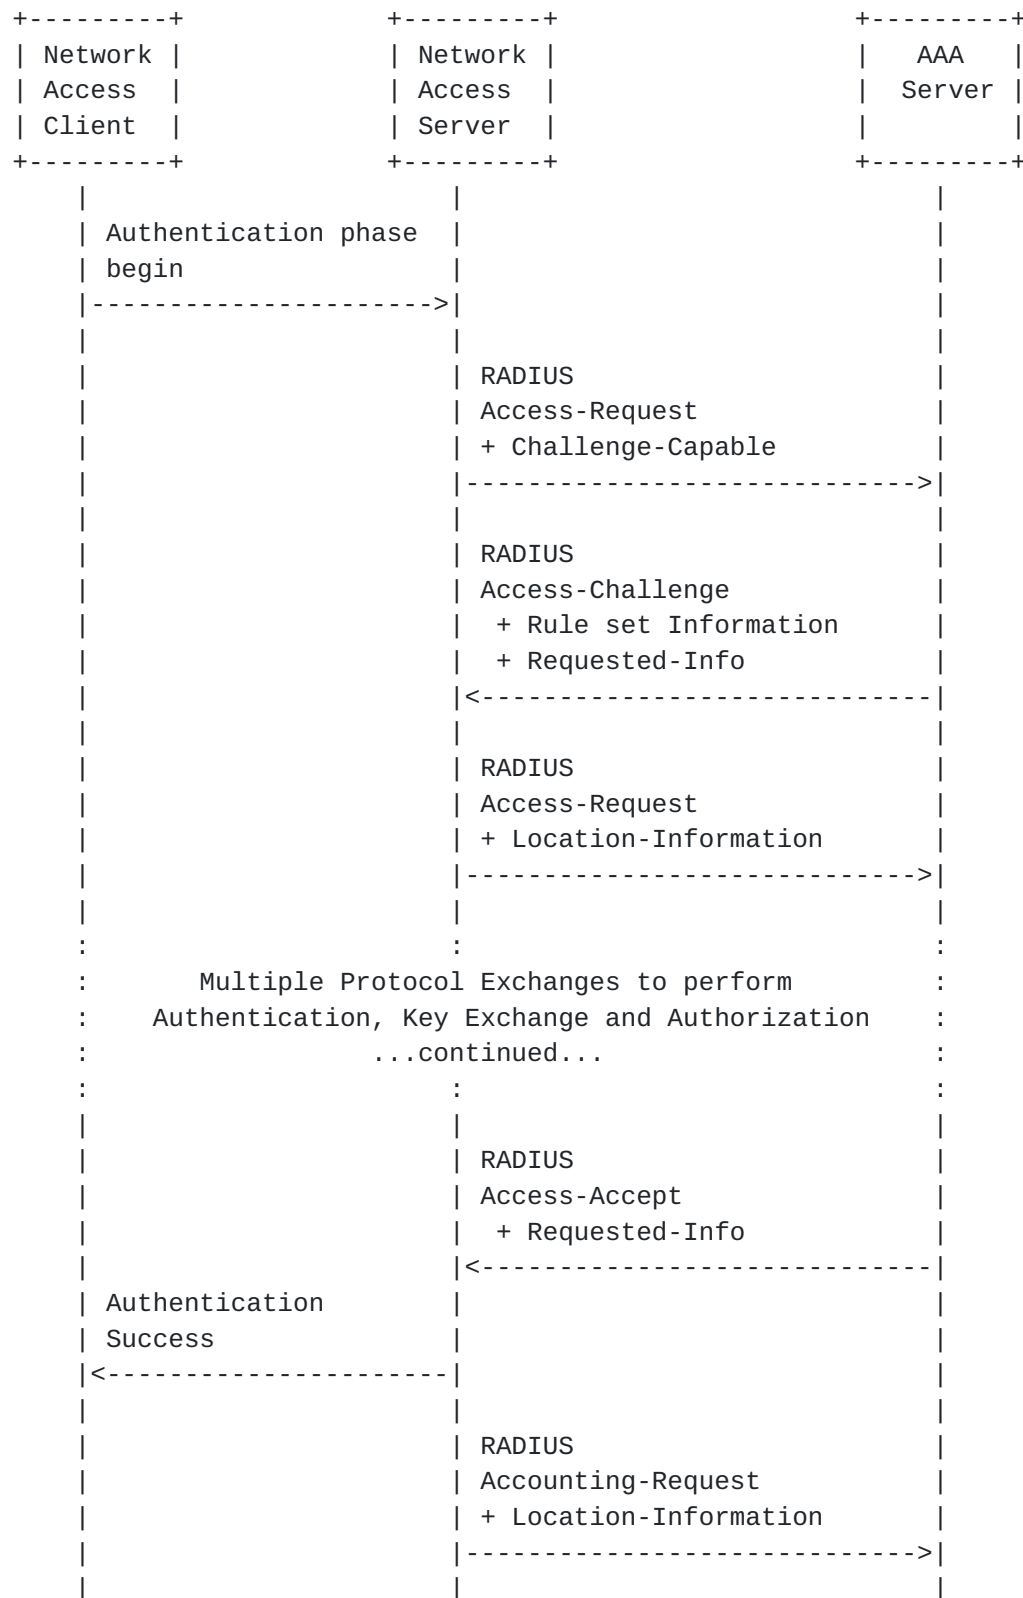 +---------+             +---------+                   +---------+
| Network |             | Network |                   |   AAA   |
| Access  |             | Access  |                   |  Server |
| Client  |             | Server  |                   |         |
+---------+             +---------+                   +---------+
    |                       |                              |
    | Authentication phase  |                              |
    | begin                 |                              |
    |---------------------->|                              |
    |                       |                              |
    |                       | RADIUS                       |
    |                       | Access-Request               |
    |                       | + Challenge-Capable          |
    |                       |----------------------------->|
    |                       |                              |
    |                       | RADIUS                       |
    |                       | Access-Challenge             |
    |                       |  + Rule set Information      |
    |                       |  + Requested-Info            |
    |                       |<-----------------------------|
    |                       |                              |
    |                       | RADIUS                       |
    |                       | Access-Request               |
    |                       | + Location-Information       |
    |                       |----------------------------->|
    |                       |                              |
    :                       :                              :
    :       Multiple Protocol Exchanges to perform         :
    :    Authentication, Key Exchange and Authorization    :
    :                  ...continued...                     :
    :                       :                              :
    |                       |                              |
    |                       | RADIUS                       |
    |                       | Access-Accept                |
    |                       |  + Requested-Info            |
    |                       |<-----------------------------|
    | Authentication        |                              |
    | Success               |                              |
    |<----------------------|                              |
    |                       |                              |
    |                       | RADIUS                       |
    |                       | Accounting-Request           |
    |                       | + Location-Information       |
    |                       |----------------------------->|
    |                       |                              |